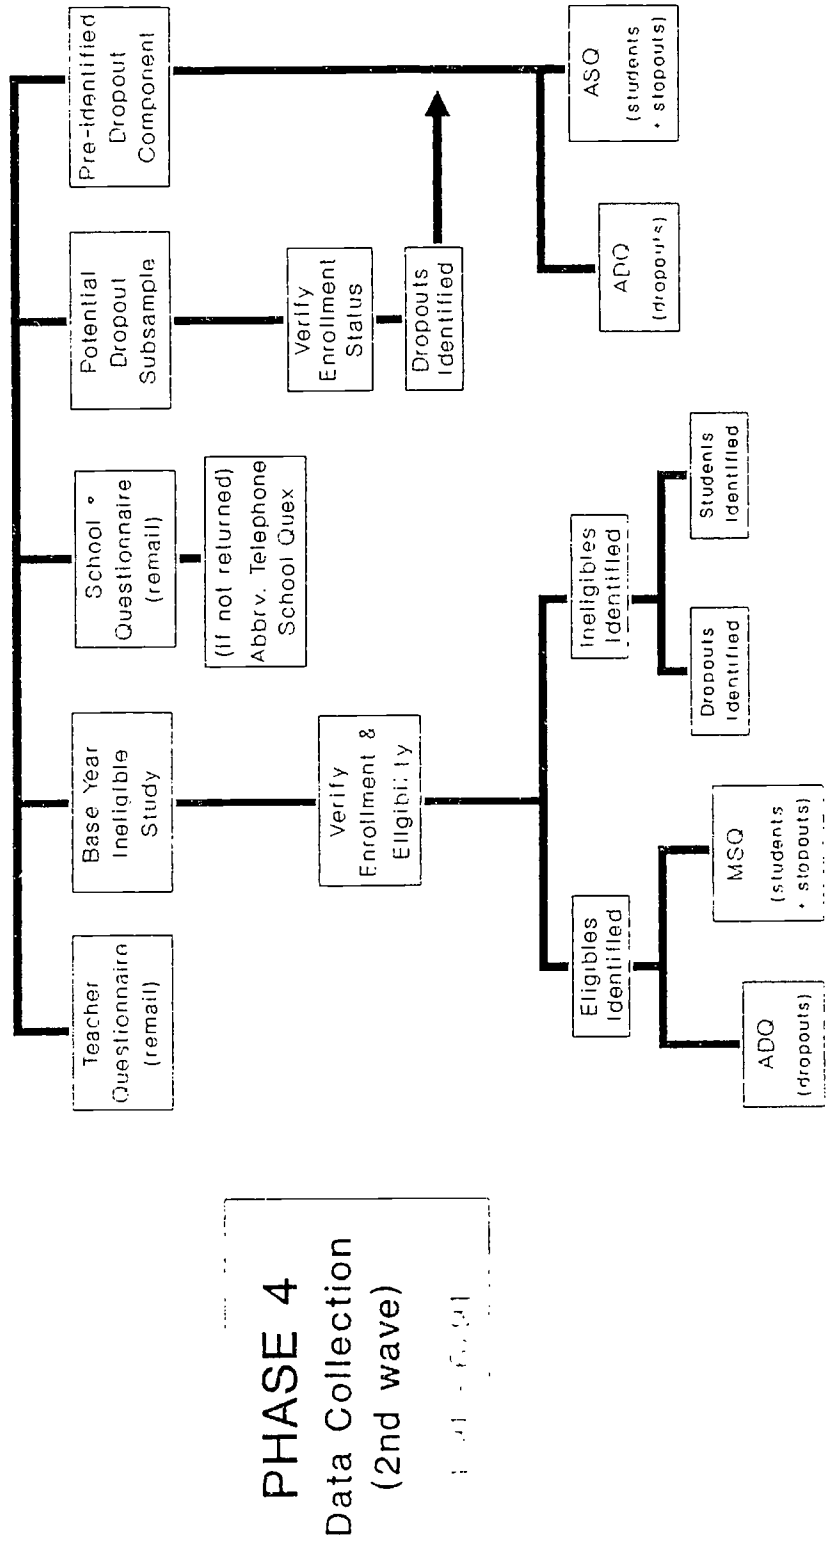 PHASE 4
Data Collection
(2nd wave)
Teacher
Questionnaire
(remail)
Base Year
Ineligible
Study
School •
Questionnaire
(remail)
Potential
Dropout
Subsample
Pre-identified
Dropout
Component
(If not returned)
Abbrv. Telephone
School Quex
Verify
Enrollment
Status
Dropouts
Identified
Verify
Enrollment &
Eligibility
Eligibles
Identified
Ineligibles
Identified
ADQ
(dropouts)
MSQ
(students
+ stopouts)
Dropouts
Identified
Students
Identified
ADQ
(dropouts)
ASQ
(students
+ stopouts)